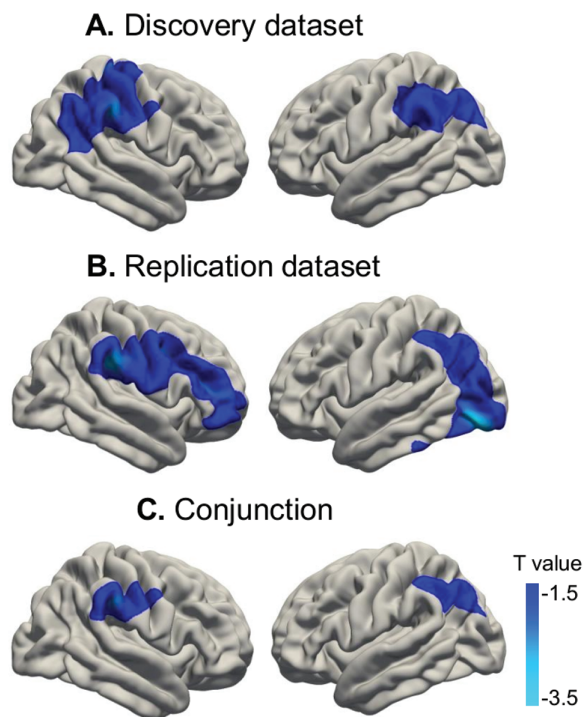 A. Discovery dataset
B. Replication dataset
C. Conjunction
T value
-1.5
-3.5